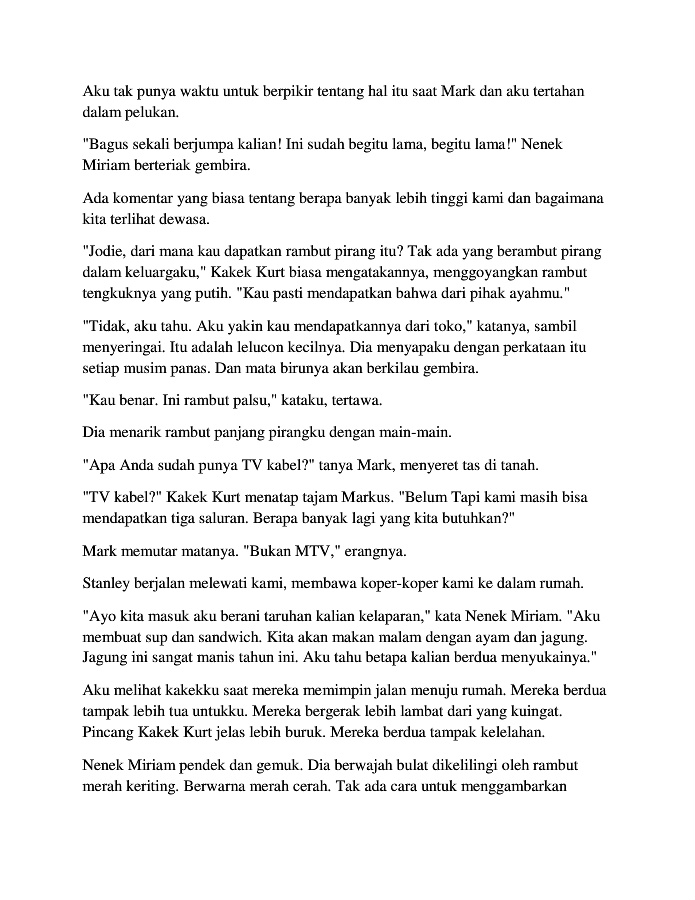 Aku tak punya waktu untuk berpikir tentang hal itu saat Mark dan aku tertahan
dalam pelukan.
"Bagus sekali berjumpa kalian! Ini sudah begitu lama, begitu lama!" Nenek
Miriam berteriak gembira.
Ada komentar yang biasa tentang berapa banyak lebih tinggi kami dan bagaimana
kita terlihat dewasa.
"Jodie, dari mana kau dapatkan rambut pirang itu? Tak ada yang berambut pirang
dalam keluargaku," Kakek Kurt biasa mengatakannya, menggoyangkan rambut
tengkuknya yang putih. "Kau pasti mendapatkan bahwa dari pihak ayahmu."
"Tidak, aku tahu. Aku yakin kau mendapatkannya dari toko," katanya, sambil
menyeringai. Itu adalah lelucon kecilnya. Dia menyapaku dengan perkataan itu
setiap musim panas. Dan mata birunya akan berkilau gembira.
"Kau benar. Ini rambut palsu," kataku, tertawa.
Dia menarik rambut panjang pirangku dengan main-main.
"Apa Anda sudah punya TV kabel?" tanya Mark, menyeret tas di tanah.
"TV kabel?" Kakek Kurt menatap tajam Markus. "Belum Tapi kami masih bisa
mendapatkan tiga saluran. Berapa banyak lagi yang kita butuhkan?"
Mark memutar matanya. "Bukan MTV," erangnya.
Stanley berjalan melewati kami, membawa koper-koper kami ke dalam rumah.
"Ayo kita masuk aku berani taruhan kalian kelaparan," kata Nenek Miriam. "Aku
membuat sup dan sandwich. Kita akan makan malam dengan ayam dan jagung.
Jagung ini sangat manis tahun ini. Aku tahu betapa kalian berdua menyukainya."
Aku melihat kakekku saat mereka memimpin jalan menuju rumah. Mereka berdua
tampak lebih tua untukku. Mereka bergerak lebih lambat dari yang kuingat.
Pincang Kakek Kurt jelas lebih buruk. Mereka berdua tampak kelelahan.
Nenek Miriam pendek dan gemuk. Dia berwajah bulat dikelilingi oleh rambut
merah keriting. Berwarna merah cerah. Tak ada cara untuk menggambarkan